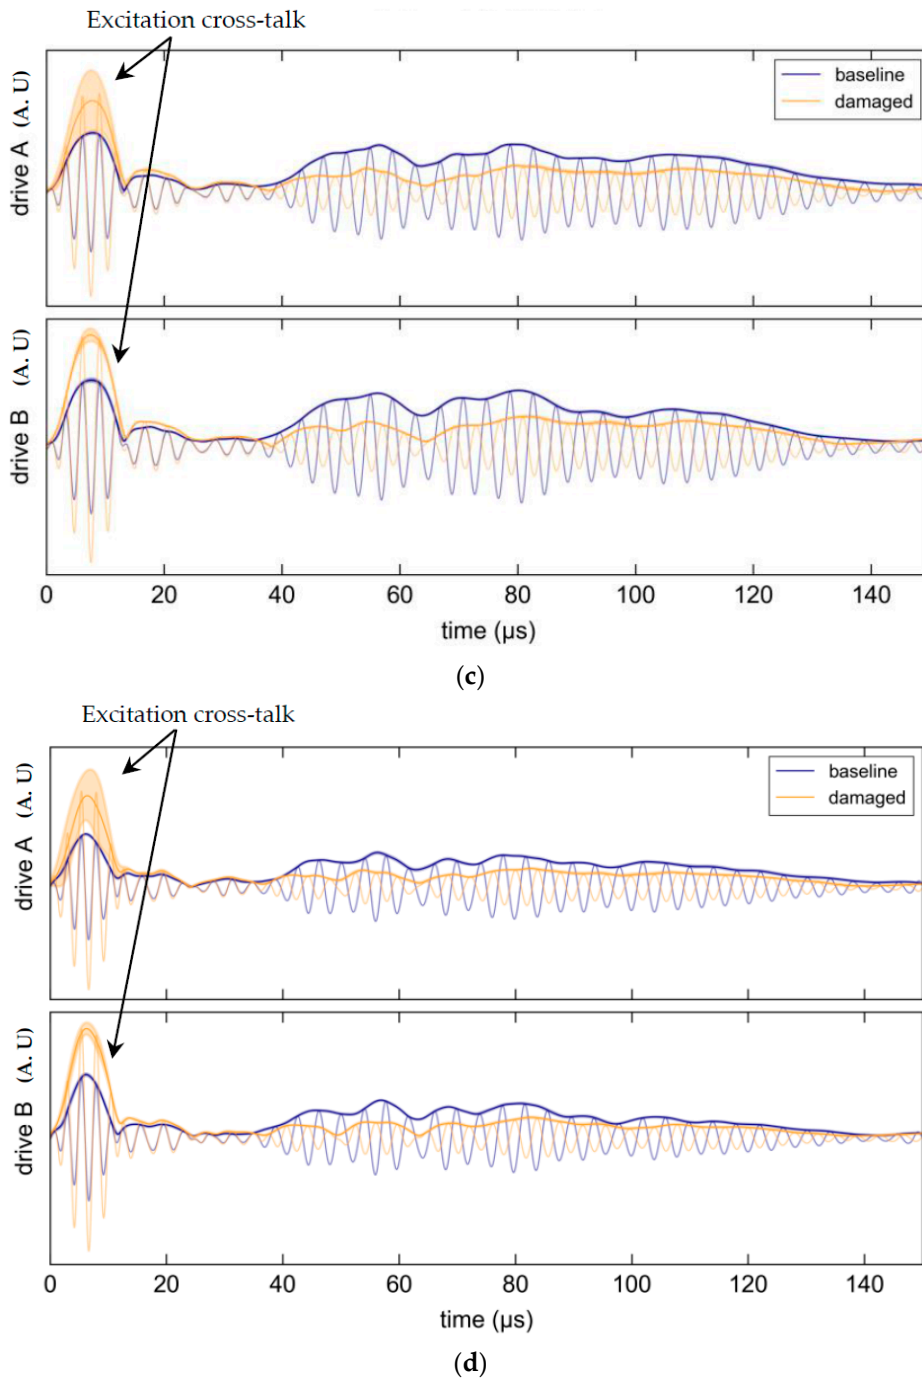 Excitation cross-talk
baseline
damaged
drive A (A. U)
drive B (A. U)
0 20 40 60 80 100 120 140
time (μs)
(c)
Excitation cross-talk
baseline
damaged
drive A (A. U)
drive B (A. U)
0 20 40 60 80 100 120 140
time (μs)
(d)